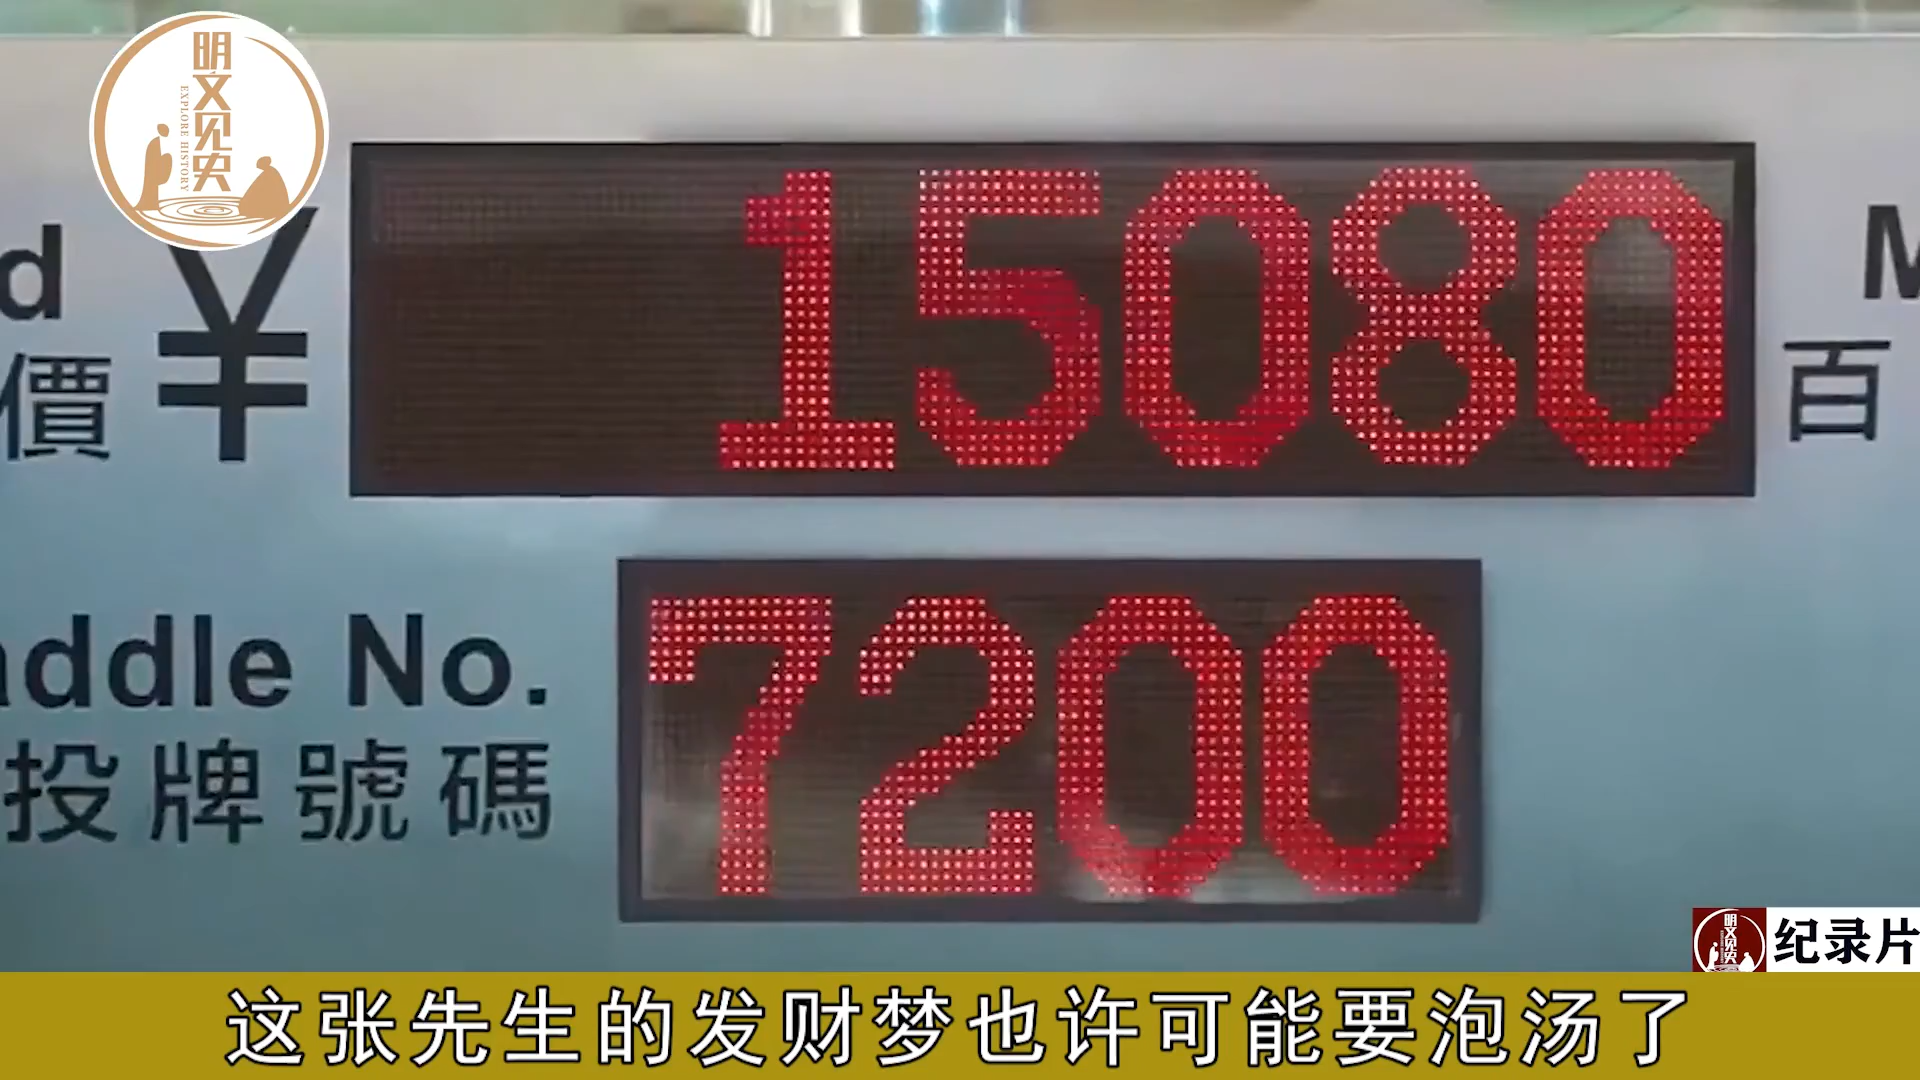 明文见史
EXPLORE HISTORY
d
價
¥
15080
M
百
addle No.
投牌號碼
7200
明文见史
纪录片
这张先生的发财梦也许可能要泡汤了